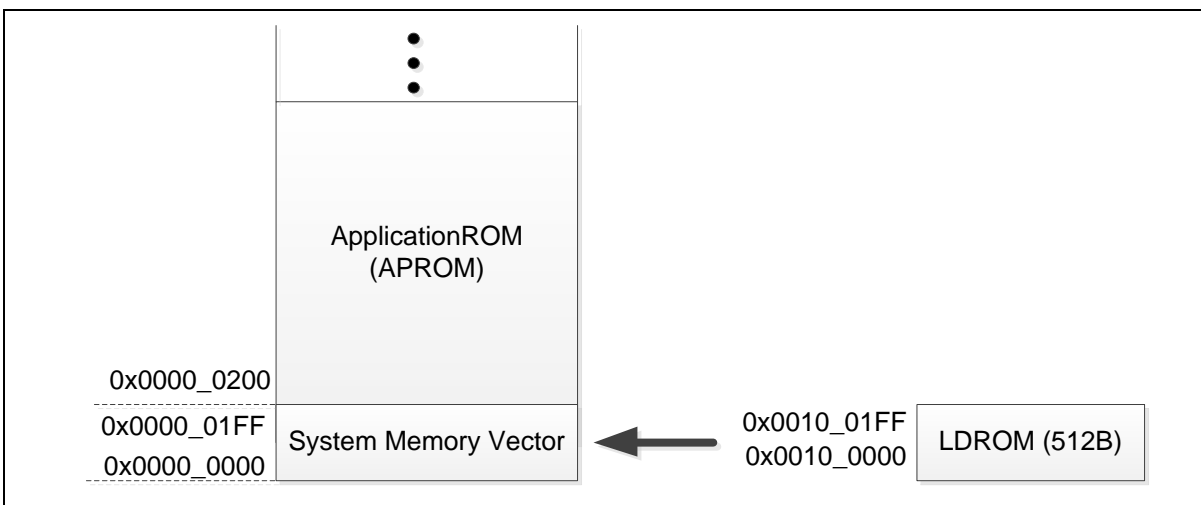 ApplicationROM
(APROM)
0x0000_0200
0x0000_01FF
System Memory Vector
0x0000_0000
0x0010_01FF
0x0010_0000
LDROM (512B)